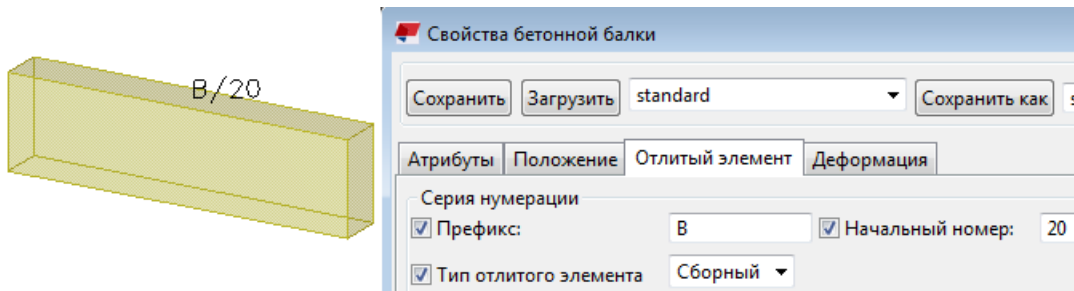 B/20
Свойства бетонной балки
Сохранить Загрузить standard Сохранить как s
Атрибуты Положение Отлитый элемент Деформация
Серия нумерации
Префикс: B Начальный номер: 20
Тип отлитого элемента Сборный